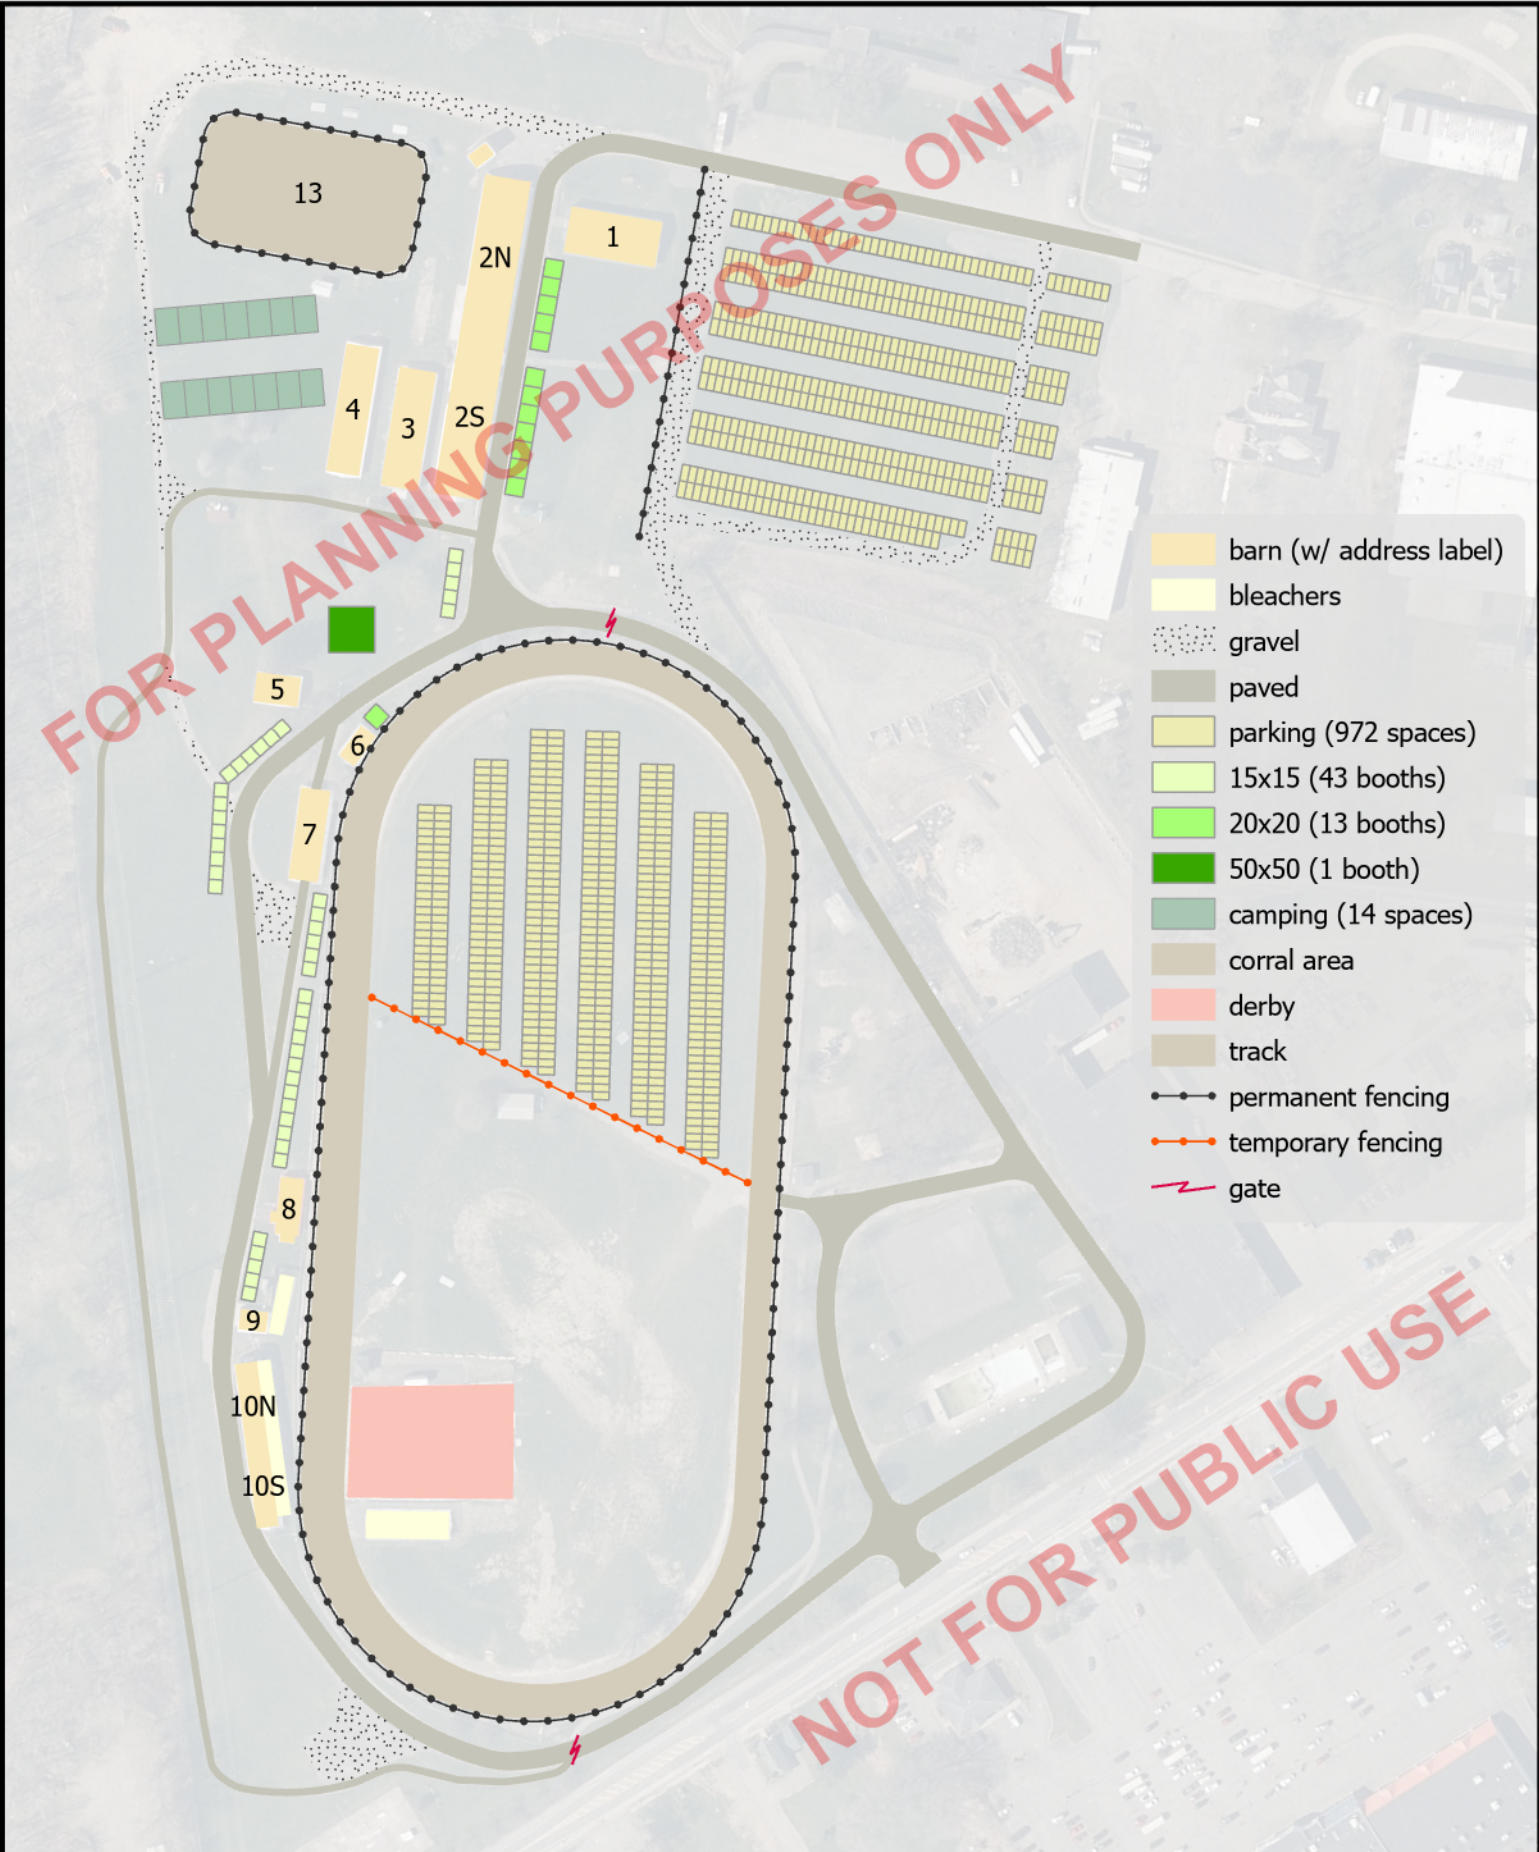 FOR PLANNING PURPOSES ONLY
13
1
2N
4
3
2S
5
6
7
8
9
10N
10S
barn (w/ address label)
bleachers
gravel
paved
parking (972 spaces)
15x15 (43 booths)
20x20 (13 booths)
50x50 (1 booth)
camping (14 spaces)
corral area
derby
track
permanent fencing
temporary fencing
gate
NOT FOR PUBLIC USE